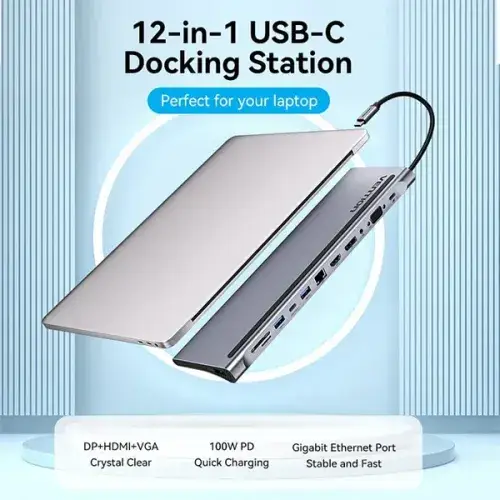 12-in-1 USB-C
Docking Station
Perfect for your laptop
VENTION
DP+HDMI+VGA
Crystal Clear
100W PD
Quick Charging
Gigabit Ethernet Port
Stable and Fast